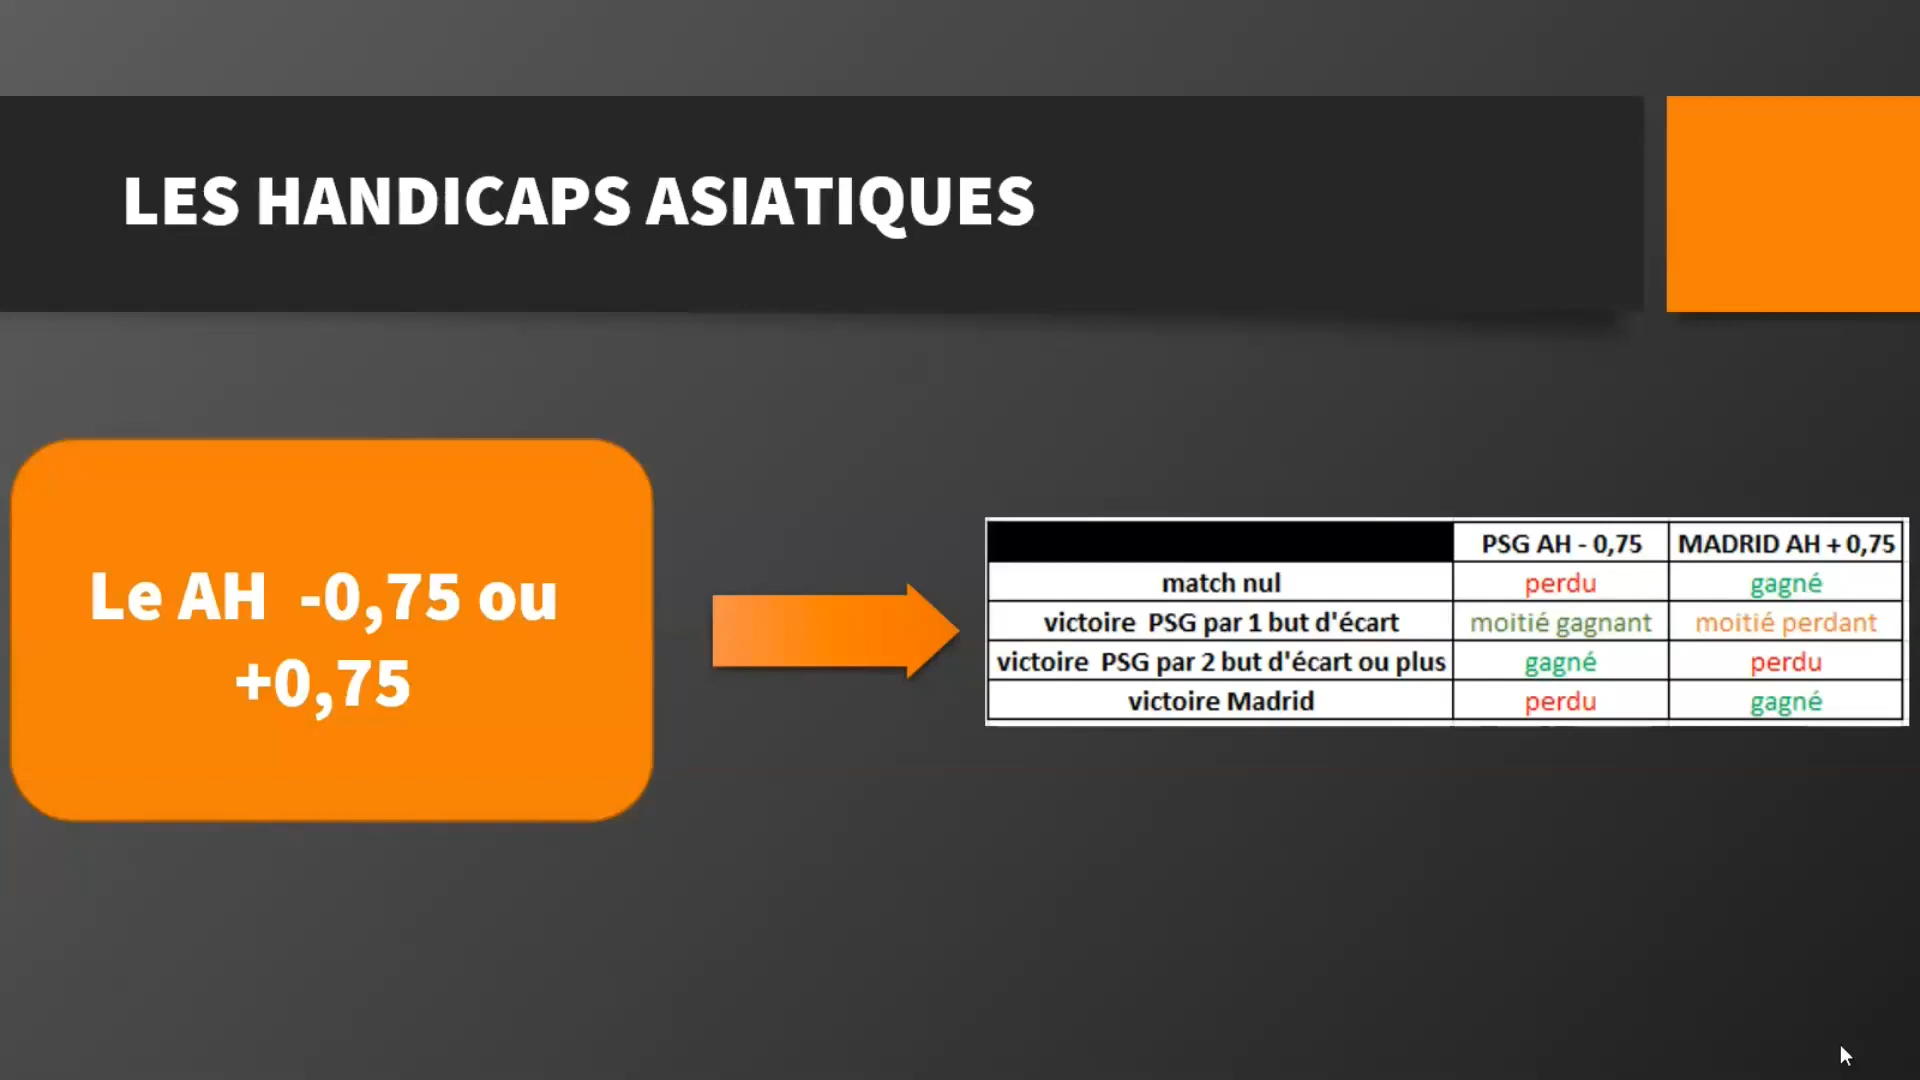 LES HANDICAPS ASIATIQUES
Le AH -0,75 ou
+0,75
PSG AH - 0,75 MADRID AH + 0,75
match nul perdu gagné
victoire PSG par 1 but d'écart moitié gagnant moitié perdant
victoire PSG par 2 but d'écart ou plus gagné perdu
victoire Madrid perdu gagné